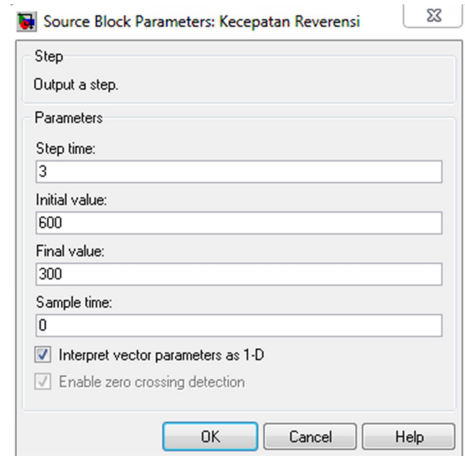 Source Block Parameters: Kecepatan Reverensi
Step
Output a step.
Parameters
Step time:
3
Initial value:
600
Final value:
300
Sample time:
0
Interpret vector parameters as 1-D
Enable zero crossing detection
OK Cancel Help